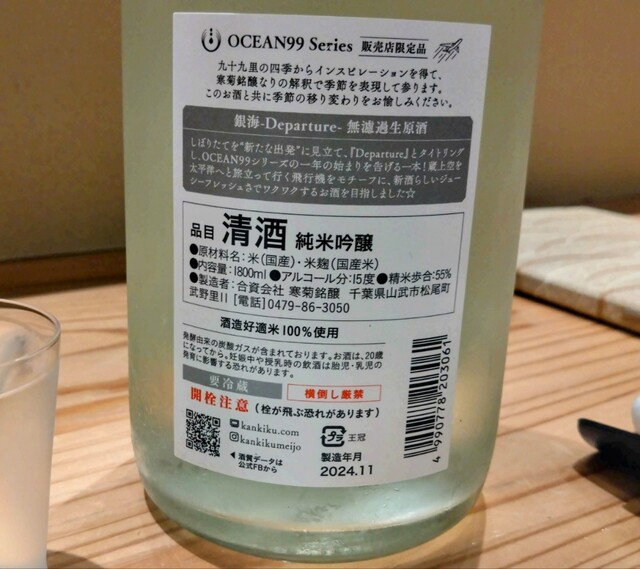 OCEAN99 Series 販売店限定品
九十九里の四季からインスピレーションを得て、
寒菊銘醸なりの解釈で季節を表現して参ります。
このお酒と共に季節の移り変わりをお愉しみください。
銀海-Departure- 無濾過生原酒
しぼりたてを"新たな出発"に見立て、『Departure』とタイトリング
し、OCEAN99シリーズの一年の始まりを告げる一本!蔵上空を
太平洋へと旅立って行く飛行機をモチーフに、新酒らしいジュー
シーフレッシュさでワクワクするお酒を目指しました☆
品目 清酒 純米吟醸
●原材料名:米(国産)・米麹(国産米)
●内容量:1800ml ●アルコール分:15度 ●精米歩合:55%
●製造者:合資会社 寒菊銘醸 千葉県山武市松尾町
武野里11 [電話]0479-86-3050
酒造好適米100%使用
発酵由来の炭酸ガスが含まれております。お酒は、20歳
になってから。妊娠中や授乳時の飲酒は胎児・乳児の
発育に影響する恐れがあります。
要冷蔵 横倒し厳禁
開栓注意 (栓が飛ぶ恐れがあります)
kankiku.com
kankikumeijo
◀酒質データは
公式FBから
プラ 王冠
製造年月
2024.11
4 990778 203061